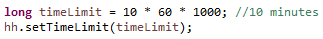 long timeLimit = 10 * 60 * 1000; //10 minutes
hh.setTimeLimit(timeLimit);